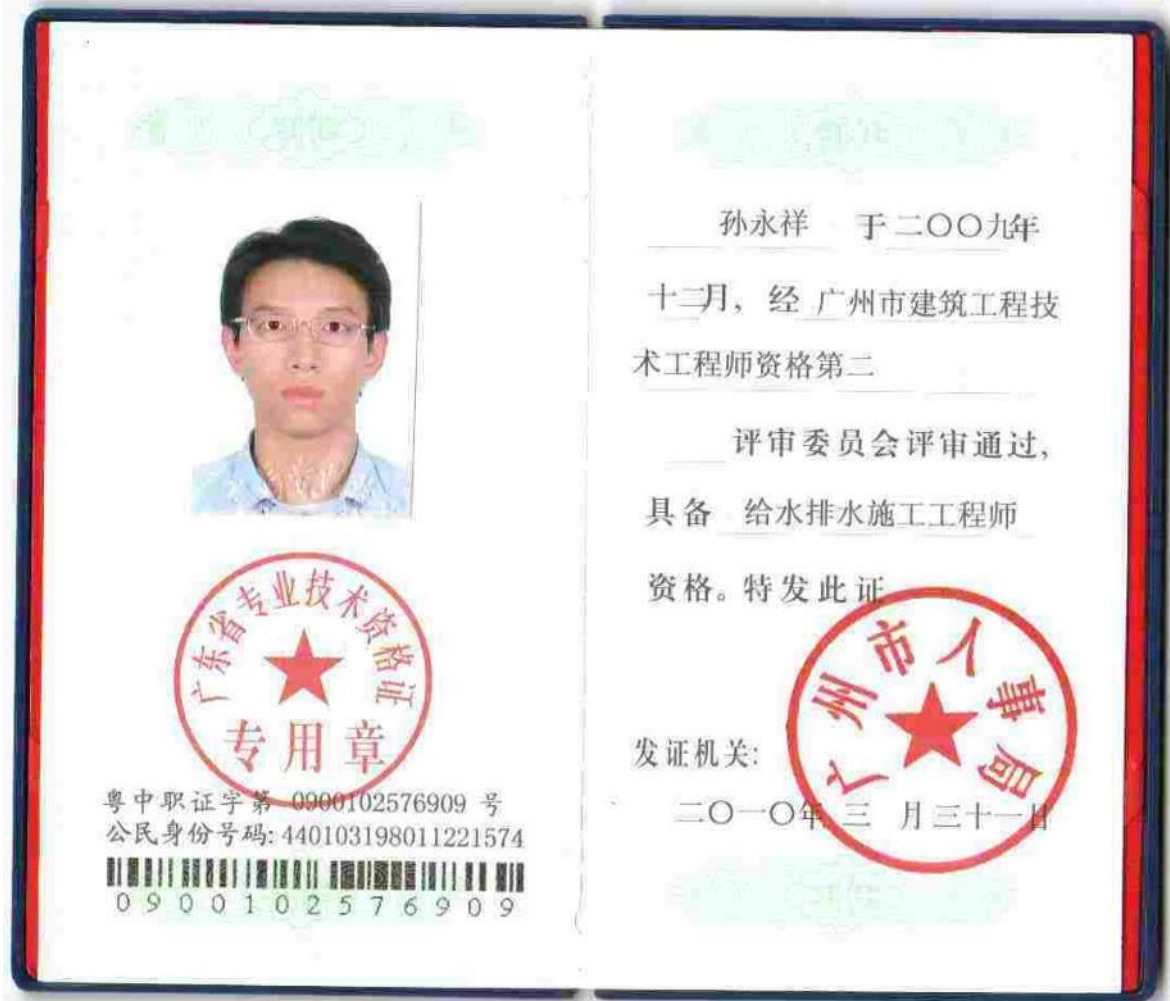 广东省专业技术资格证
专用章
粤中职证字第 0900102576909 号
公民身份号码: 440103198011221574
0900102576909
孙永祥 于二〇〇九年
十二月, 经 广州市建筑工程技
术工程师资格第二
评审委员会评审通过,
具备 给水排水施工工程师
资格。特发此证
广州市人事局
发证机关:
二〇一〇年 三 月三十一日